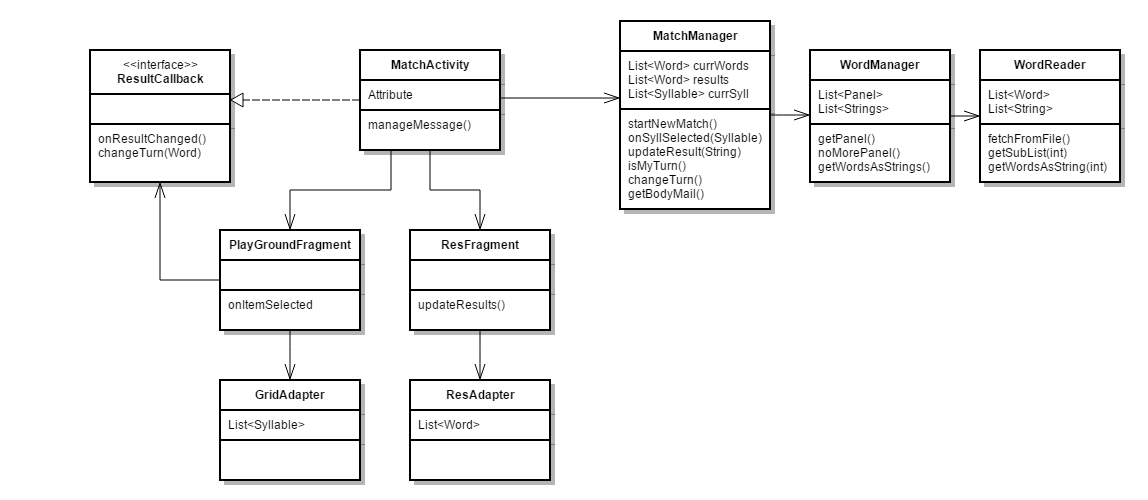 <<interface>>
ResultCallback
onResultChanged()
changeTurn(Word)
MatchActivity
Attribute
manageMessage()
MatchManager
List<Word> currWords
List<Word> results
List<Syllable> currSyll
startNewMatch()
onSyllSelected(Syllable)
updateResult(String)
isMyTurn()
changeTurn()
getBodyMail()
WordManager
List<Panel>
List<Strings>
getPanel()
noMorePanel()
getWordsAsStrings()
WordReader
List<Word>
List<String>
fetchFromFile()
getSubList(int)
getWordsAsString(int)
PlayGroundFragment
onItemSelected
ResFragment
updateResults()
GridAdapter
List<Syllable>
ResAdapter
List<Word>